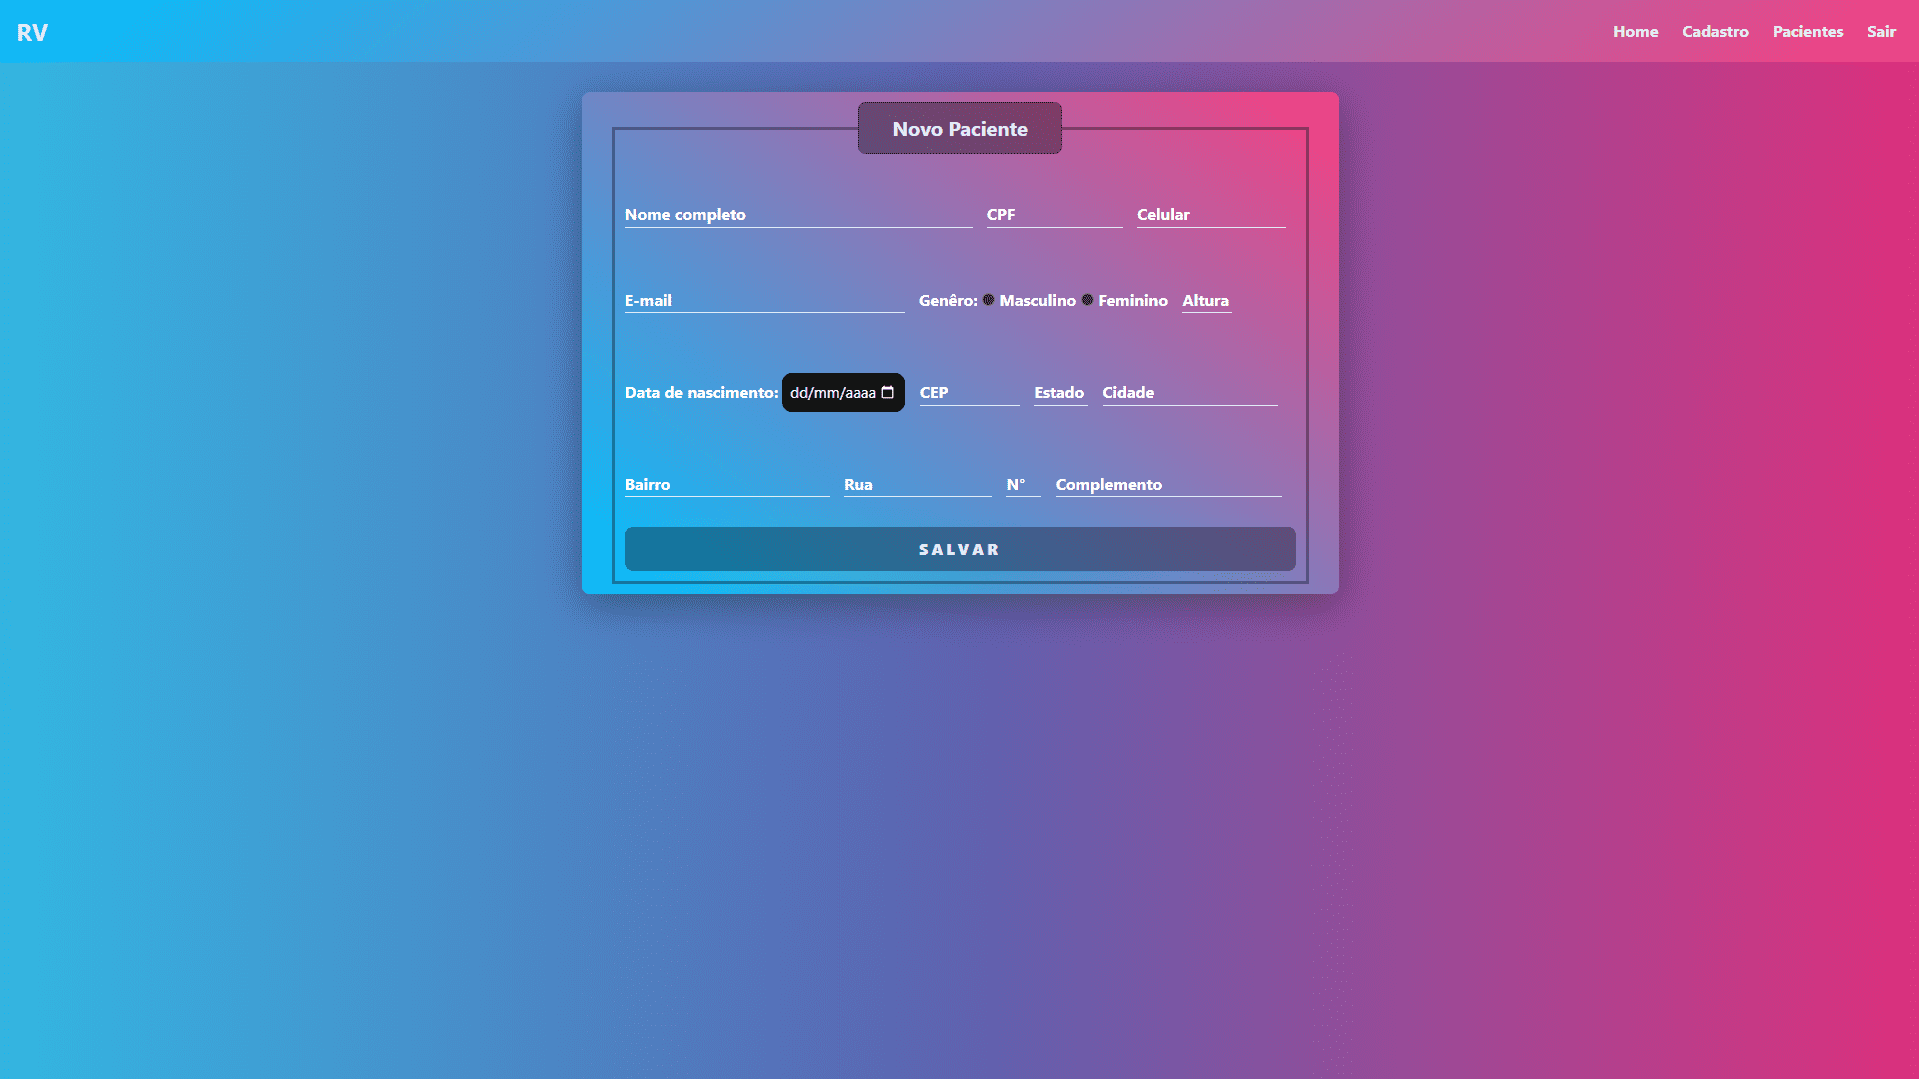 RV Home Cadastro Pacientes Sair
Novo Paciente
Nome completo CPF Celular
E-mail Genêro: Masculino Feminino Altura
Data de nascimento: dd/mm/aaaa CEP Estado Cidade
Bairro Rua N° Complemento
SALVAR